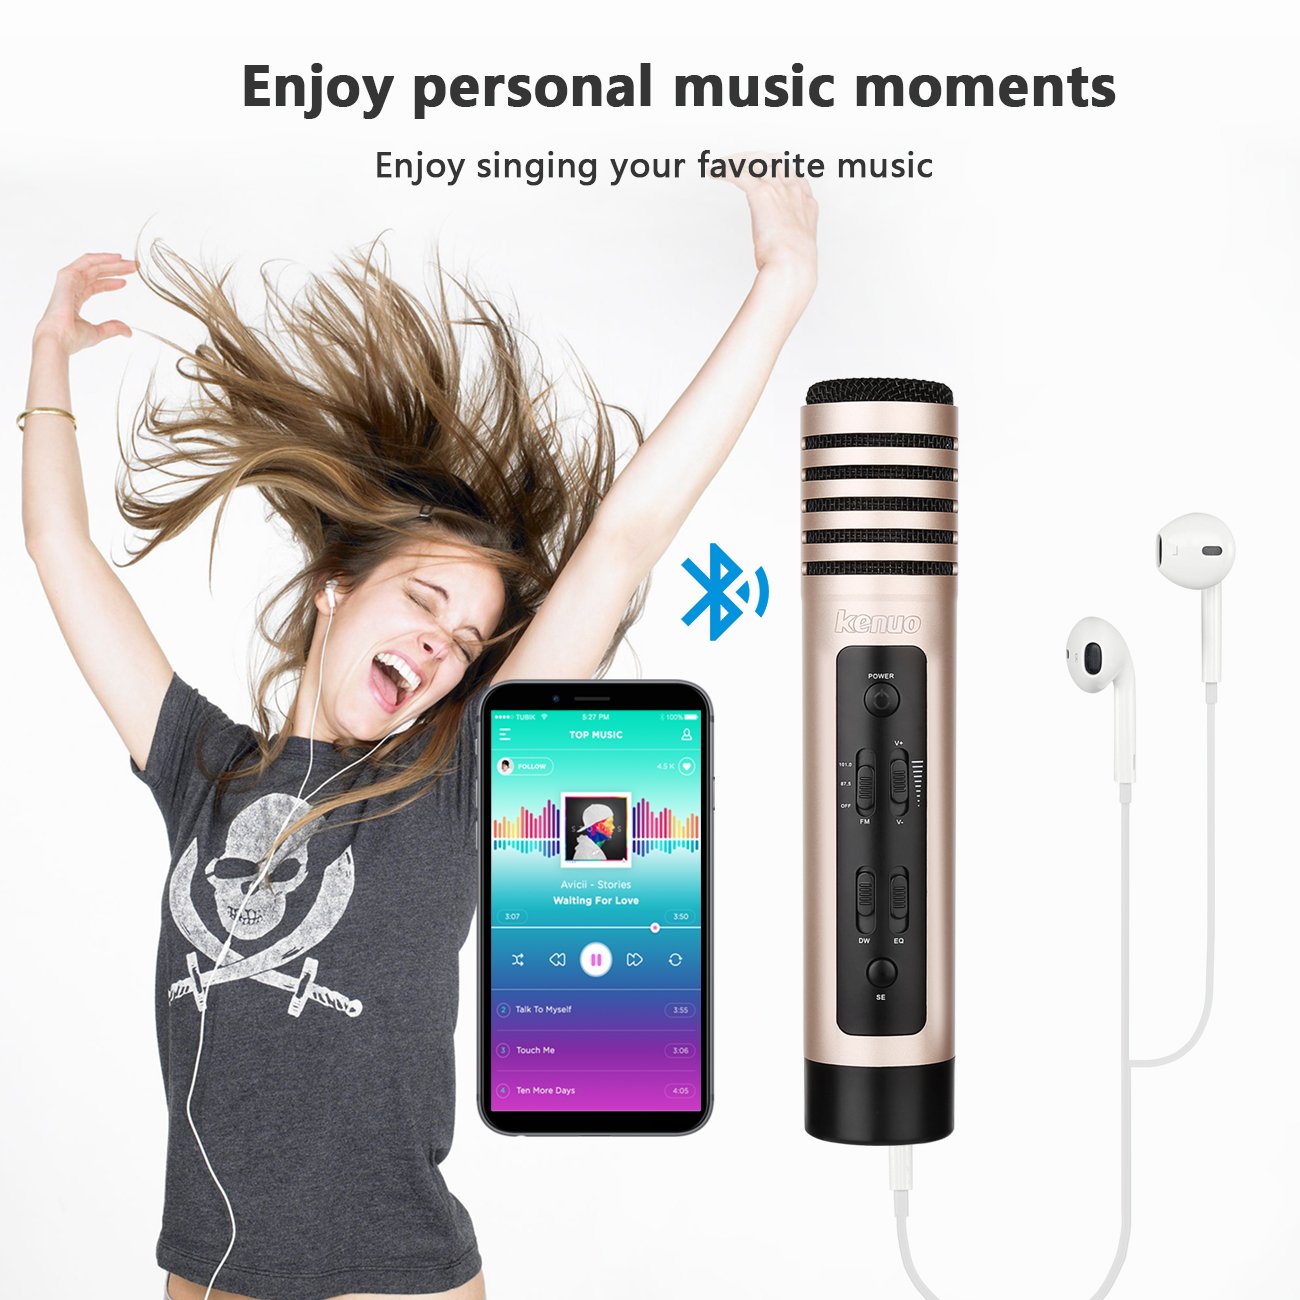 Enjoy personal music moments
Enjoy singing your favorite music
TUBIK 5:27 PM 100%
TOP MUSIC
FOLLOW 4.5 K
STORIES
Avicii - Stories
Waiting For Love
3:07 3:50
2 Talk To Myself 3:55
3 Touch Me 3:06
4 Ten More Days 4:05
kenuo
POWER
V+
101.0
87.5
OFF
FM V-
DW EQ
SE